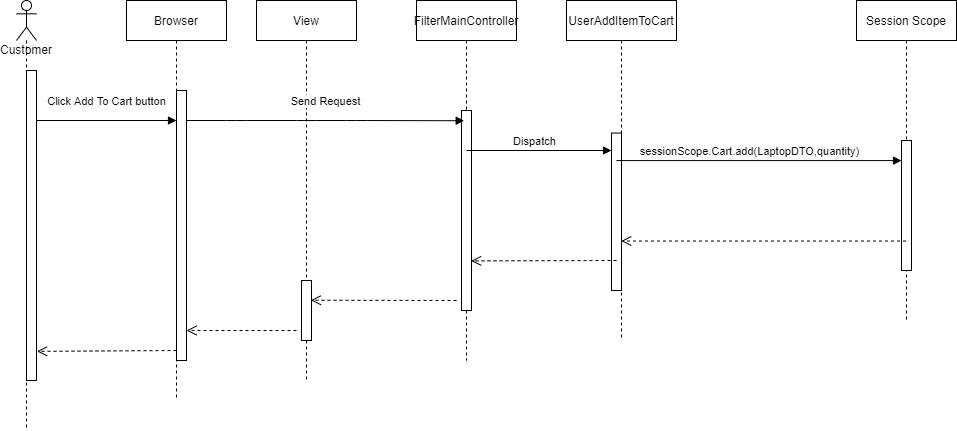 Browser
View
FilterMainController
UserAddItemToCart
Session Scope
Customer
Click Add To Cart button
Send Request
Dispatch
sessionScope.Cart.add(LaptopDTO,quantity)